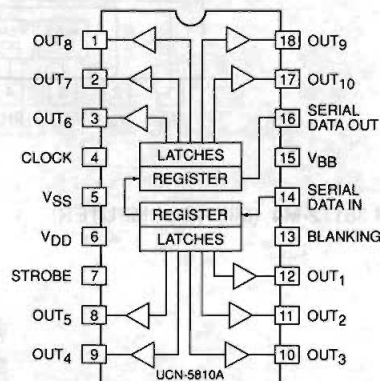 OUT8 1 18 OUT9
OUT7 2 17 OUT10
OUT6 3 16 SERIAL DATA OUT
CLOCK 4 LATCHES 15 VBB
REGISTER
VSS 5 14 SERIAL DATA IN
REGISTER
VDD 6 LATCHES 13 BLANKING
STROBE 7 12 OUT1
OUT5 8 11 OUT2
OUT4 9 10 OUT3
UCN-5810A